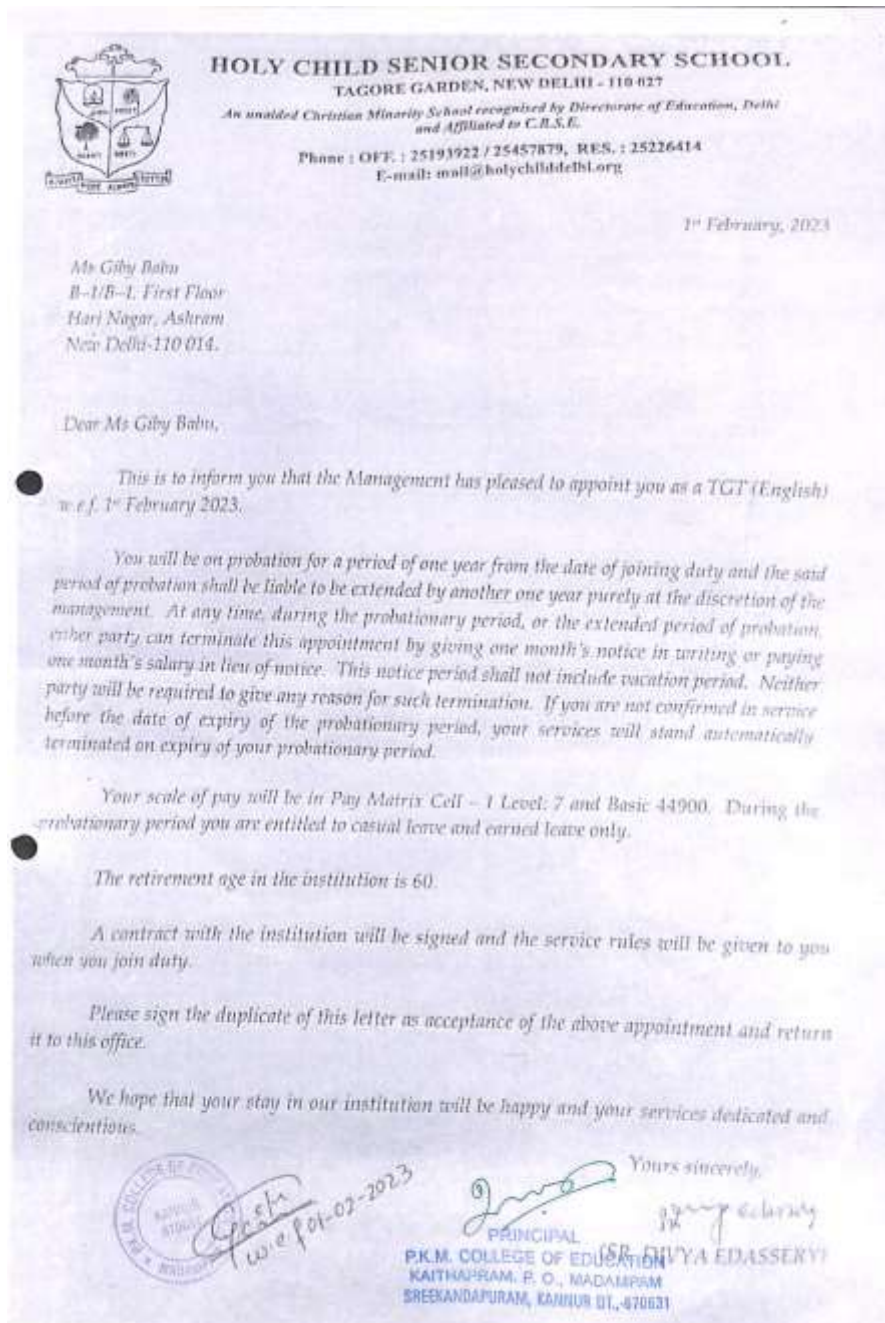 HOLY CHILD SENIOR SECONDARY SCHOOL
TAGORE GARDEN, NEW DELHI - 110 027
An unaided Christian Minority School recognised by Directorate of Education, Delhi
and Affiliated to C.B.S.E.
Phone : OFF. : 25193922 / 25457879, RES. : 25226414
E-mail: mail@holychilddelhi.org
1st February, 2023
Ms Giby Babu
B-1/B-1, First Floor
Hari Nagar, Ashram
New Delhi-110 014.
Dear Ms Giby Babu,
This is to inform you that the Management has pleased to appoint you as a TGT (English)
w.e.f. 1st February 2023.
You will be on probation for a period of one year from the date of joining duty and the said
period of probation shall be liable to be extended by another one year purely at the discretion of the
management. At any time, during the probationary period, or the extended period of probation,
either party can terminate this appointment by giving one month's notice in writing or paying
one month's salary in lieu of notice. This notice period shall not include vacation period. Neither
party will be required to give any reason for such termination. If you are not confirmed in service
before the date of expiry of the probationary period, your services will stand automatically
terminated on expiry of your probationary period.
Your scale of pay will be in Pay Matrix Cell – 1 Level: 7 and Basic 44900. During the
probationary period you are entitled to casual leave and earned leave only.
The retirement age in the institution is 60.
A contract with the institution will be signed and the service rules will be given to you
when you join duty.
Please sign the duplicate of this letter as acceptance of the above appointment and return
it to this office.
We hope that your stay in our institution will be happy and your services dedicated and
conscientious.
Yours sincerely,
P.K.M. COLLEGE OF
w.e.f 01-02-2023
PRINCIPAL
P.K.M. COLLEGE OF EDUCATION
(SR. DIVYA EDASSERY)
KAITHAPRAM. P. O., MADAMPAM
SREEKANDAPURAM, KANNUR DT.,-670631